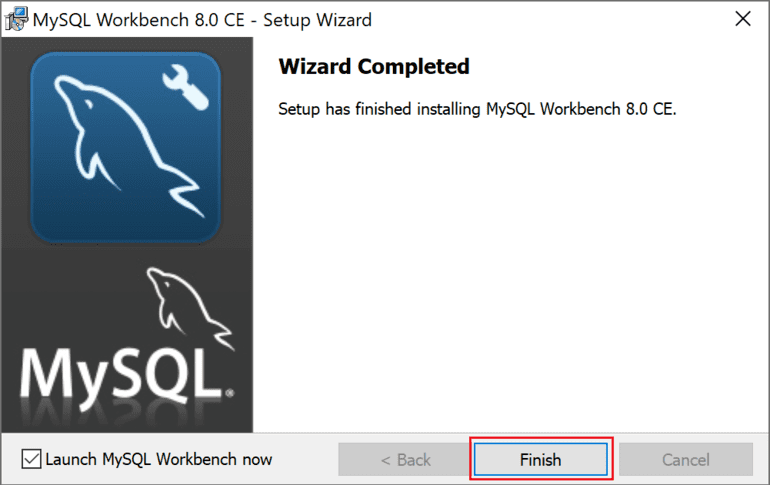 MySQL Workbench 8.0 CE - Setup Wizard
Wizard Completed
Setup has finished installing MySQL Workbench 8.0 CE.
MySQL®
Launch MySQL Workbench now
< Back
Finish
Cancel